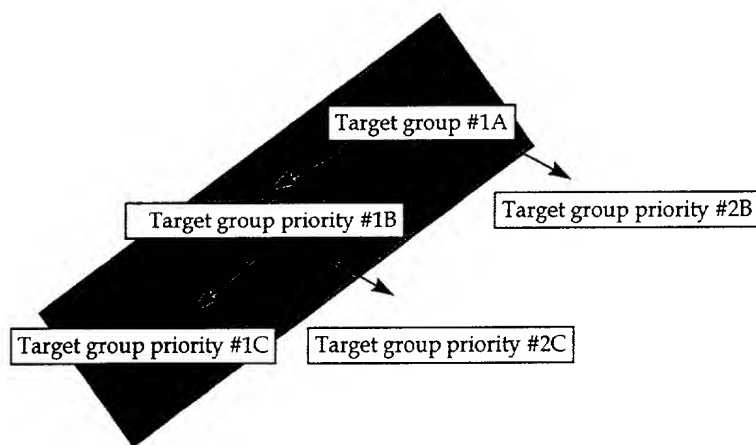 Target group #1A
Target group priority #2B
Target group priority #1B
Target group priority #1C
Target group priority #2C